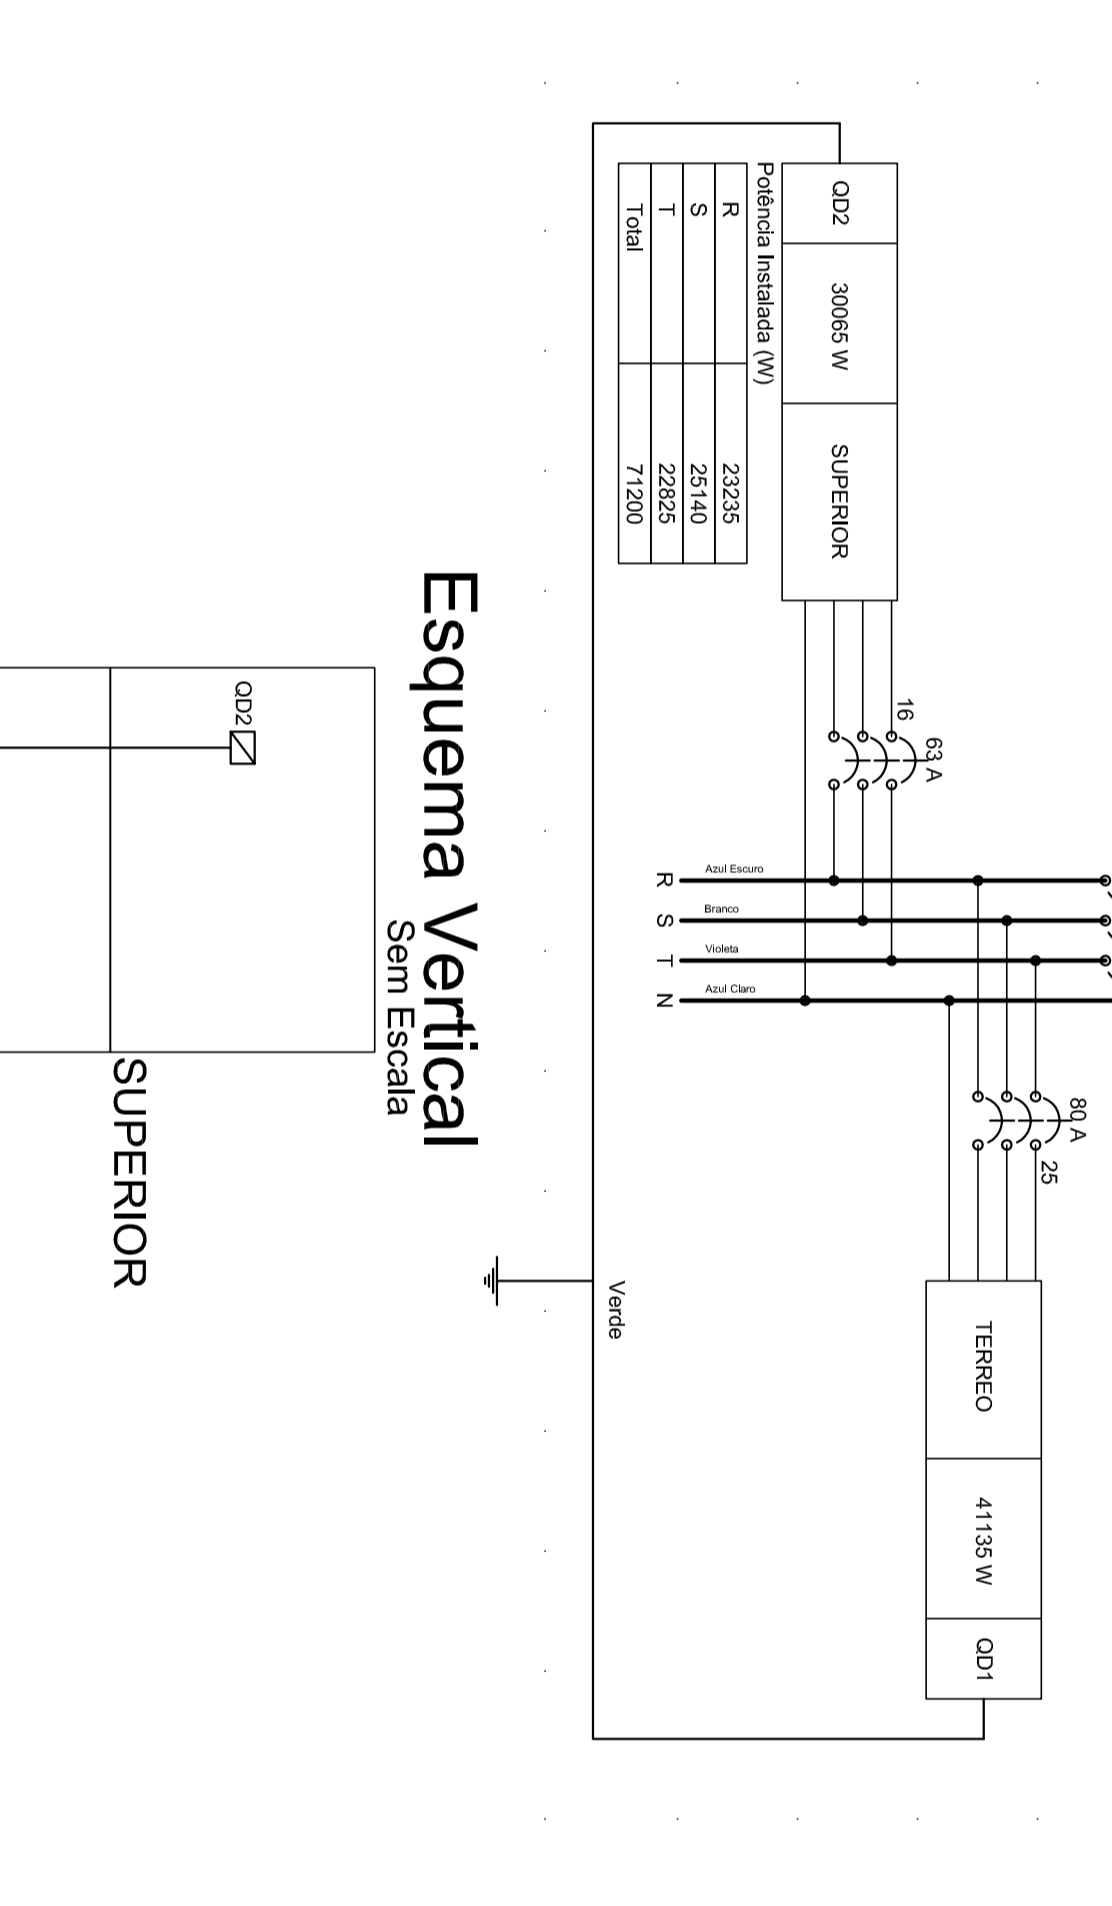 80 A
25
63 A
16
QD2
30065 W
SUPERIOR
TERREO
41135 W
QD1
Potência Instalada (W)
R 23235
S 25140
T 22825
Total 71200
Azul Escuro
Branco
Violeta
Azul Claro
R
S
T
N
Verde
Esquema Vertical
Sem Escala
QD2
SUPERIOR